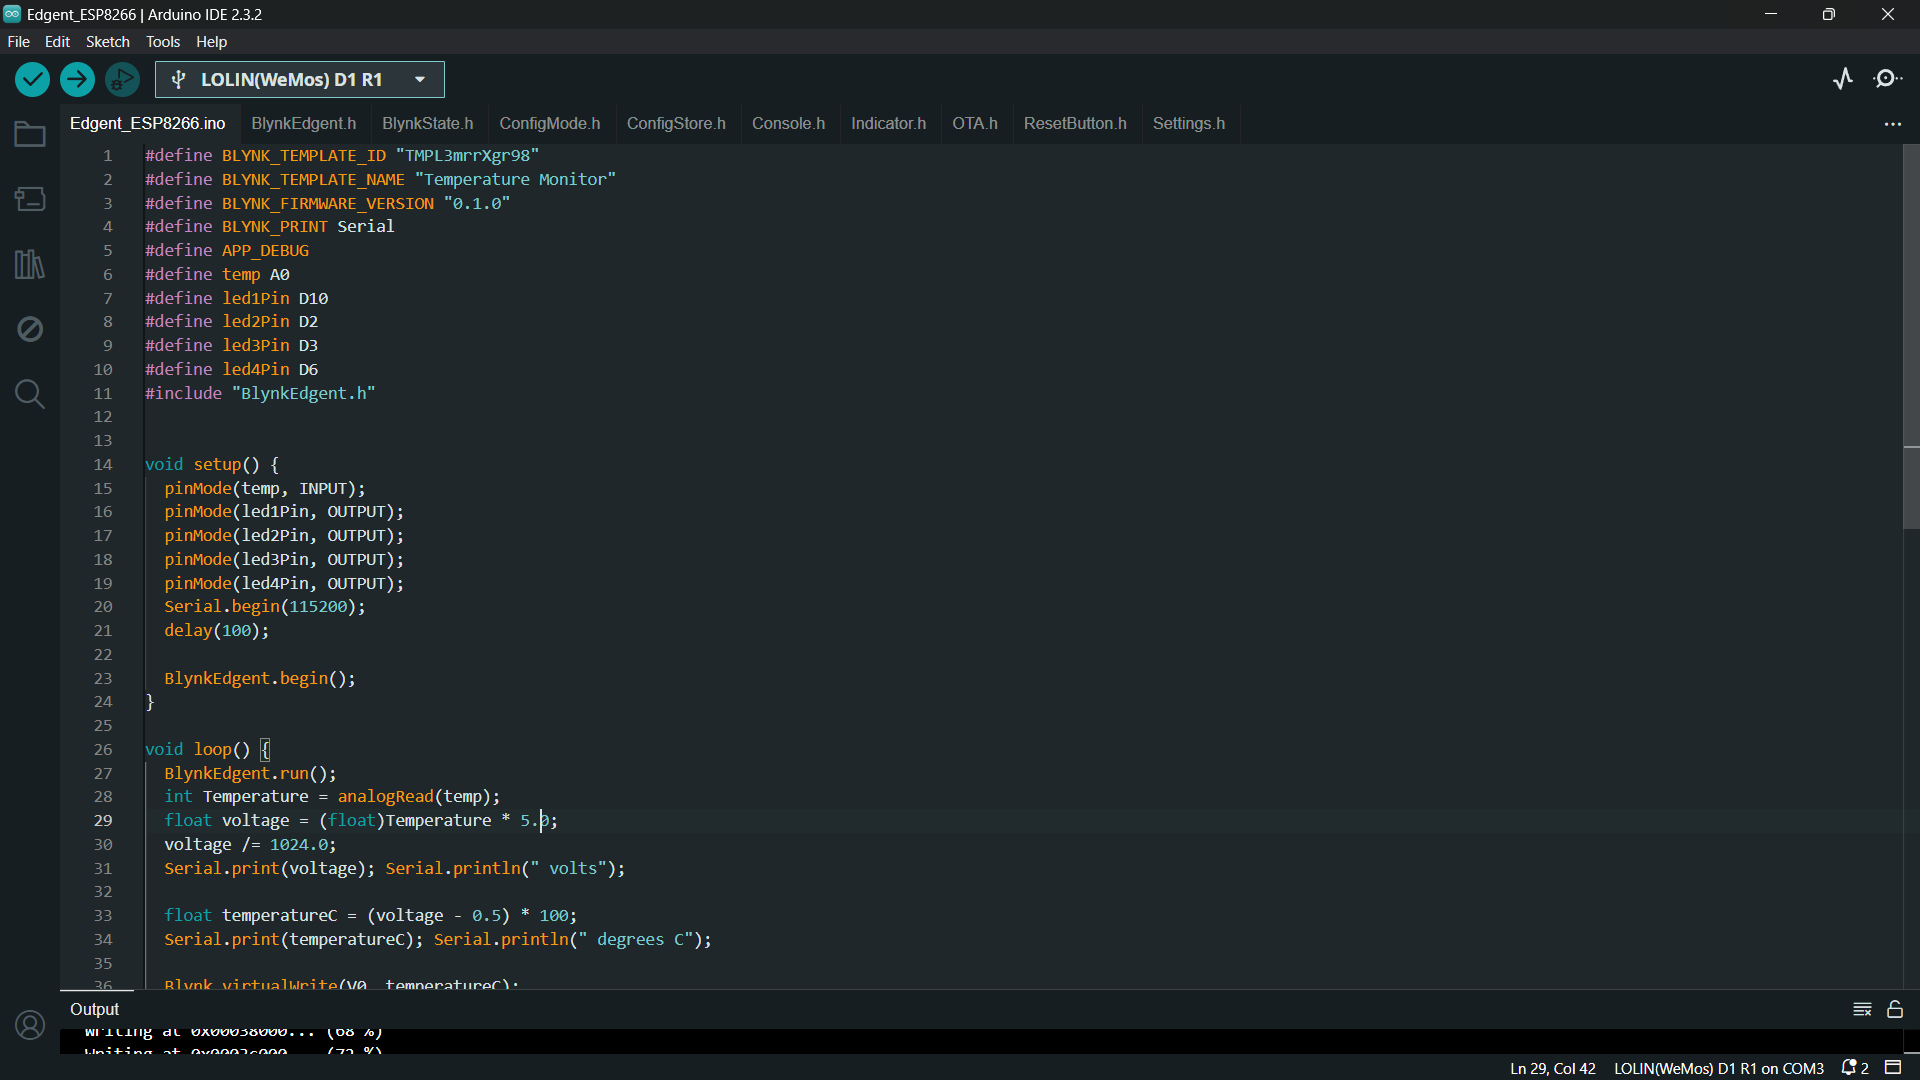 Edgent_ESP8266 | Arduino IDE 2.3.2
File Edit Sketch Tools Help
LOLIN(WeMos) D1 R1
Edgent_ESP8266.ino BlynkEdgent.h BlynkState.h ConfigMode.h ConfigStore.h Console.h Indicator.h OTA.h ResetButton.h Settings.h ...
1 #define BLYNK_TEMPLATE_ID "TMPL3mrrXgr98"
2 #define BLYNK_TEMPLATE_NAME "Temperature Monitor"
3 #define BLYNK_FIRMWARE_VERSION "0.1.0"
4 #define BLYNK_PRINT Serial
5 #define APP_DEBUG
6 #define temp A0
7 #define led1Pin D10
8 #define led2Pin D2
9 #define led3Pin D3
10 #define led4Pin D6
11 #include "BlynkEdgent.h"
12
13
14 void setup() {
15 pinMode(temp, INPUT);
16 pinMode(led1Pin, OUTPUT);
17 pinMode(led2Pin, OUTPUT);
18 pinMode(led3Pin, OUTPUT);
19 pinMode(led4Pin, OUTPUT);
20 Serial.begin(115200);
21 delay(100);
22
23 BlynkEdgent.begin();
24 }
25
26 void loop() {
27 BlynkEdgent.run();
28 int Temperature = analogRead(temp);
29 float voltage = (float)Temperature * 5.0;
30 voltage /= 1024.0;
31 Serial.print(voltage); Serial.println(" volts");
32
33 float temperatureC = (voltage - 0.5) * 100;
34 Serial.print(temperatureC); Serial.println(" degrees C");
35
36 Blynk.virtualWrite(V0, temperatureC);
Output
Writing at 0x00038000... (68 %)
Writing at 0x0003c000... (72 %)
Ln 29, Col 42 LOLIN(WeMos) D1 R1 on COM3 2